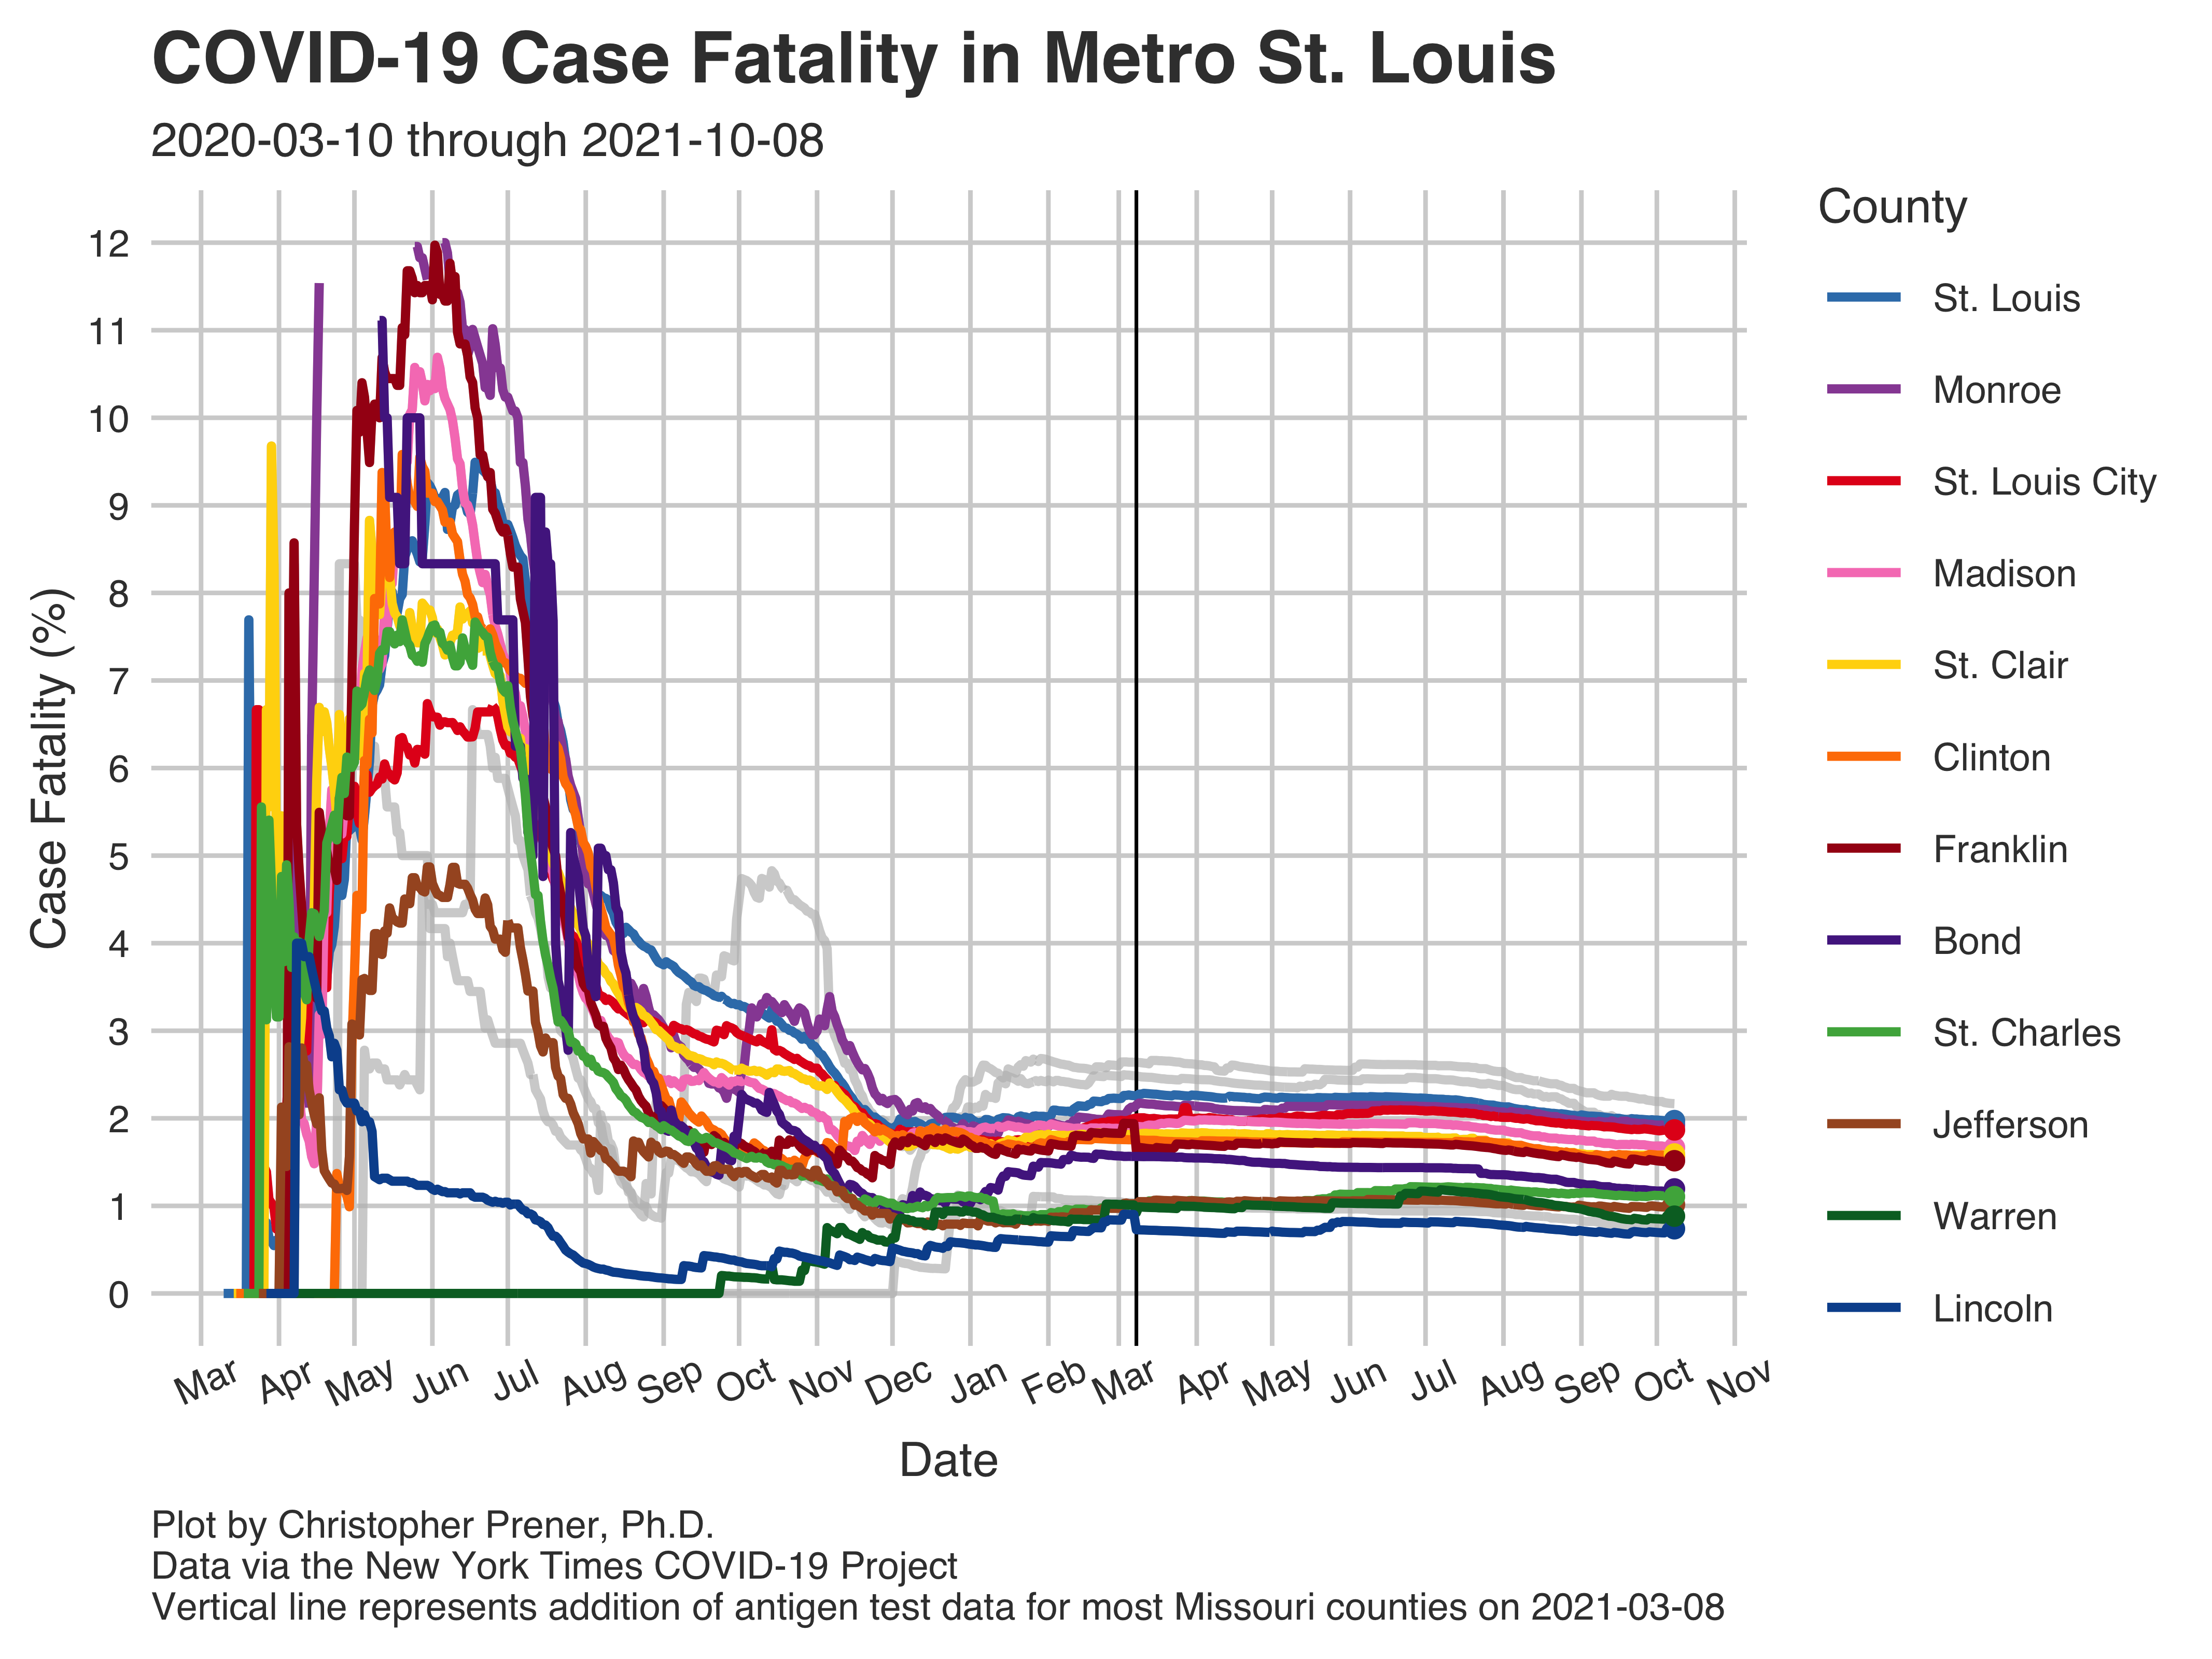 COVID-19 Case Fatality in Metro St. Louis
2020-03-10 through 2021-10-08
Case Fatality (%)
12
11
10
9
8
7
6
5
4
3
2
1
0
Mar Apr May Jun Jul Aug Sep Oct Nov Dec Jan Feb Mar Apr May Jun Jul Aug Sep Oct Nov
Date
County
St. Louis
Monroe
St. Louis City
Madison
St. Clair
Clinton
Franklin
Bond
St. Charles
Jefferson
Warren
Lincoln
Plot by Christopher Prener, Ph.D.
Data via the New York Times COVID-19 Project
Vertical line represents addition of antigen test data for most Missouri counties on 2021-03-08